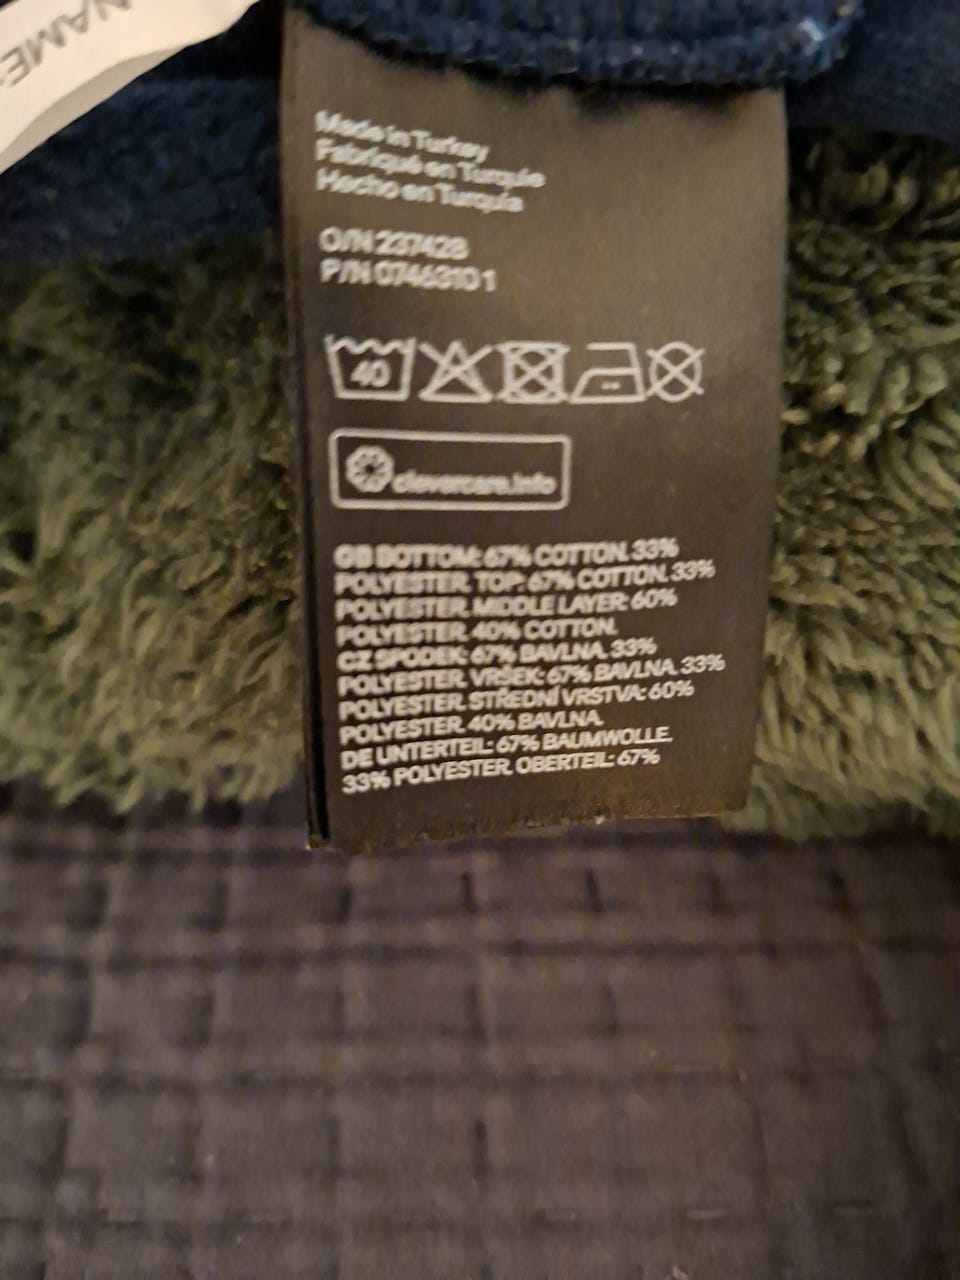 NAME:
Made in Turkey
Fabriqué en Turquie
Hecho en Turquía
O/N 237428
P/N 0746310 1
40
clevercare.info
GB BOTTOM: 67% COTTON. 33%
POLYESTER. TOP: 67% COTTON. 33%
POLYESTER. MIDDLE LAYER: 60%
POLYESTER. 40% COTTON.
CZ SPODEK: 67% BAVLNA. 33%
POLYESTER. VRŠEK: 67% BAVLNA. 33%
POLYESTER. STŘEDNÍ VRSTVA: 60%
POLYESTER. 40% BAVLNA.
DE UNTERTEIL: 67% BAUMWOLLE.
33% POLYESTER. OBERTEIL: 67%